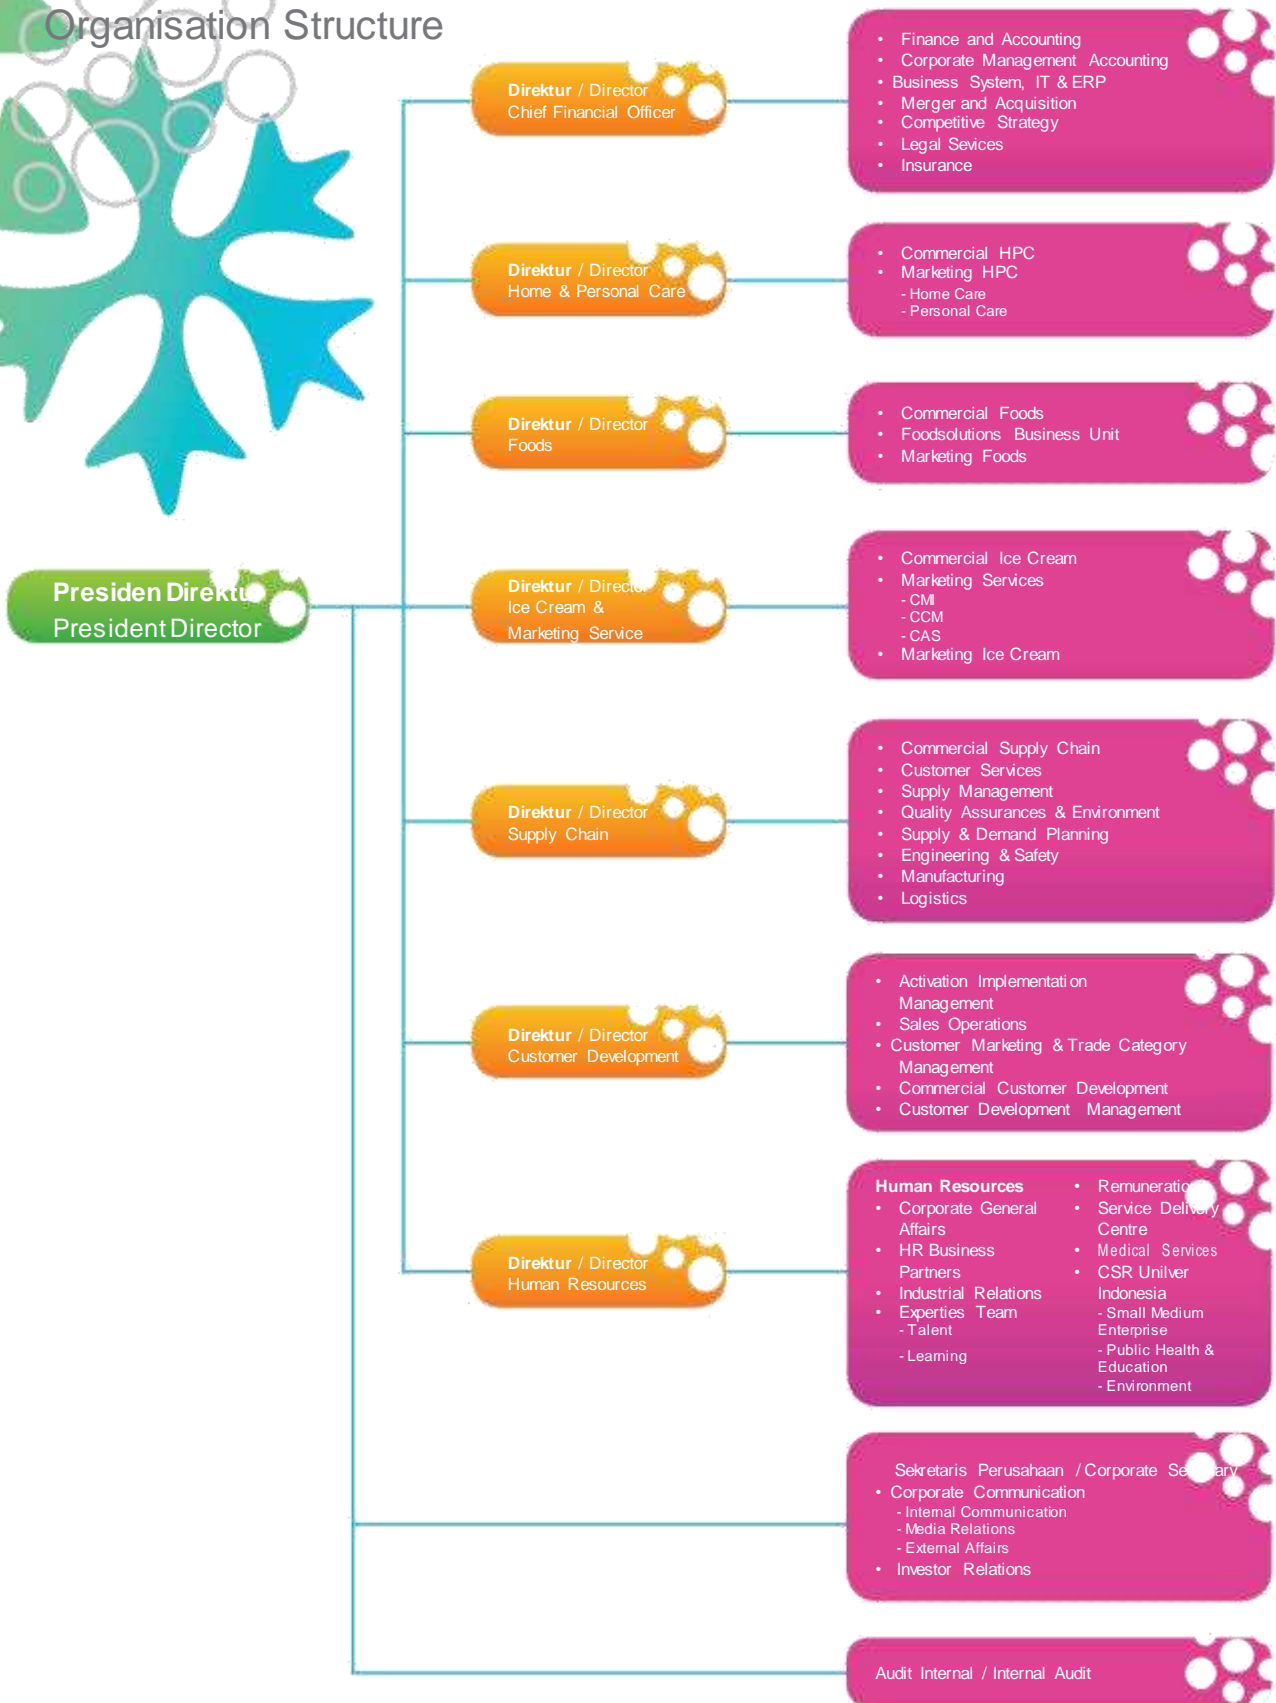 Organisation Structure
Presiden Direktur
President Director
Direktur / Director
Chief Financial Officer
• Finance and Accounting
• Corporate Management Accounting
• Business System, IT & ERP
• Merger and Acquisition
• Competitive Strategy
• Legal Sevices
• Insurance
Direktur / Director
Home & Personal Care
• Commercial HPC
• Marketing HPC
- Home Care
- Personal Care
Direktur / Director
Foods
• Commercial Foods
• Foodsolutions Business Unit
• Marketing Foods
Direktur / Director
Ice Cream &
Marketing Service
• Commercial Ice Cream
• Marketing Services
- CMI
- CCM
- CAS
• Marketing Ice Cream
Direktur / Director
Supply Chain
• Commercial Supply Chain
• Customer Services
• Supply Management
• Quality Assurances & Environment
• Supply & Demand Planning
• Engineering & Safety
• Manufacturing
• Logistics
Direktur / Director
Customer Development
• Activation Implementation
Management
• Sales Operations
• Customer Marketing & Trade Category
Management
• Commercial Customer Development
• Customer Development Management
Direktur / Director
Human Resources
Human Resources
• Corporate General
Affairs
• HR Business
Partners
• Industrial Relations
• Experties Team
- Talent
- Learning
• Remuneration
• Service Delivery
Centre
• Medical Services
• CSR Unilver
Indonesia
- Small Medium
Enterprise
- Public Health &
Education
- Environment
Sekretaris Perusahaan / Corporate Secretary
• Corporate Communication
- Internal Communication
- Media Relations
- External Affairs
• Investor Relations
Audit Internal / Internal Audit